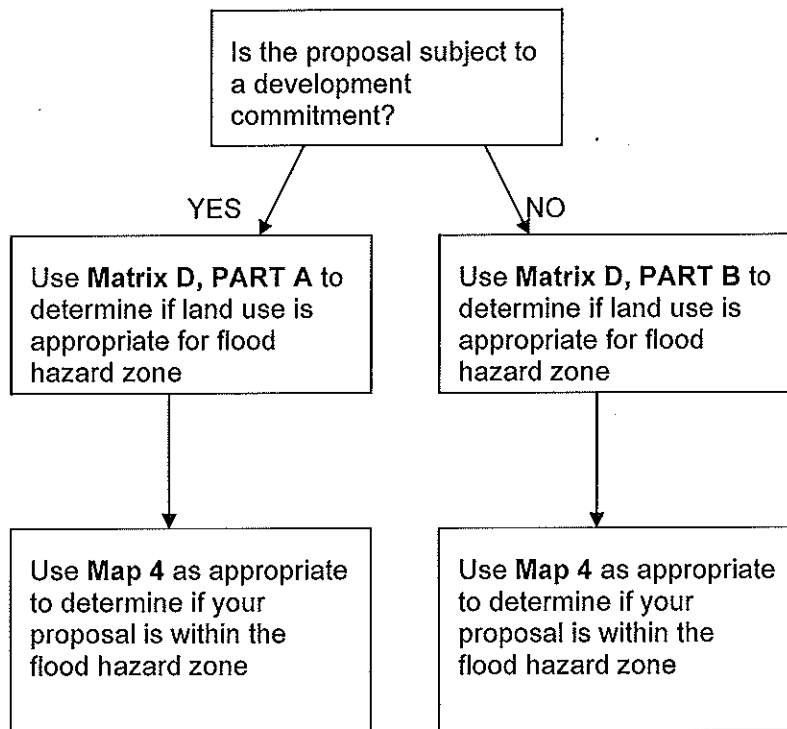 Is the proposal subject to
a development
commitment?
YES
NO
Use Matrix D, PART A to
determine if land use is
appropriate for flood
hazard zone
Use Matrix D, PART B to
determine if land use is
appropriate for flood
hazard zone
Use Map 4 as appropriate
to determine if your
proposal is within the
flood hazard zone
Use Map 4 as appropriate
to determine if your
proposal is within the
flood hazard zone